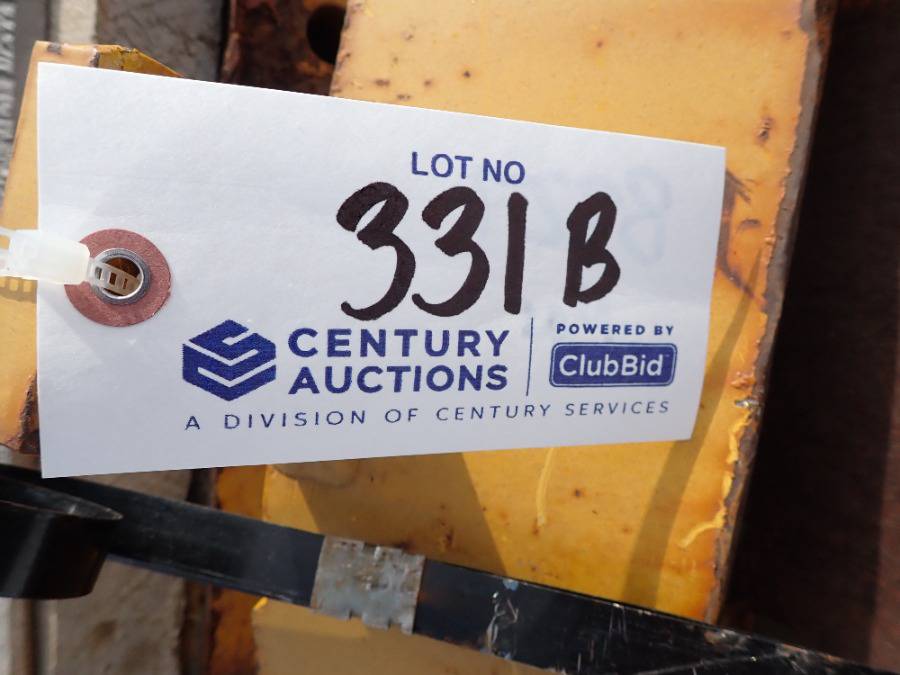 LOT NO
331 B
CENTURY
AUCTIONS
POWERED BY
ClubBid
A DIVISION OF CENTURY SERVICES